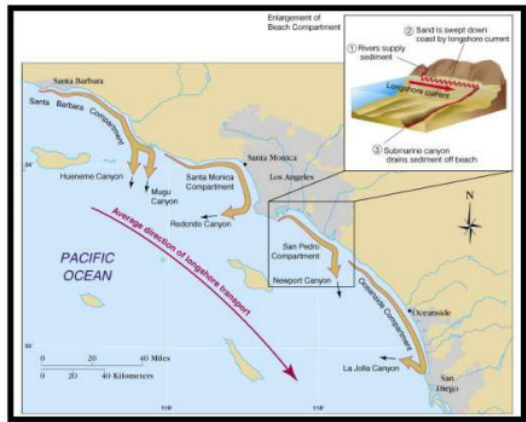 Enlargement of
Beach Compartment
② Sand is swept down
coast by longshore current
① Rivers supply
sediment
Longshore current
③ Submarine canyon
drains sediment off beach
Santa Barbara
Santa Barbara Compartment
34°
Hueneme Canyon
Mugu
Canyon
Santa Monica
Compartment
Santa Monica
Los Angeles
Redondo Canyon
N
Average direction of longshore transport
PACIFIC
OCEAN
San Pedro
Compartment
Newport Canyon
Oceanside Compartment
Oceanside
La Jolla Canyon
San
Diego
0 20 40 Miles
0 20 40 Kilometers